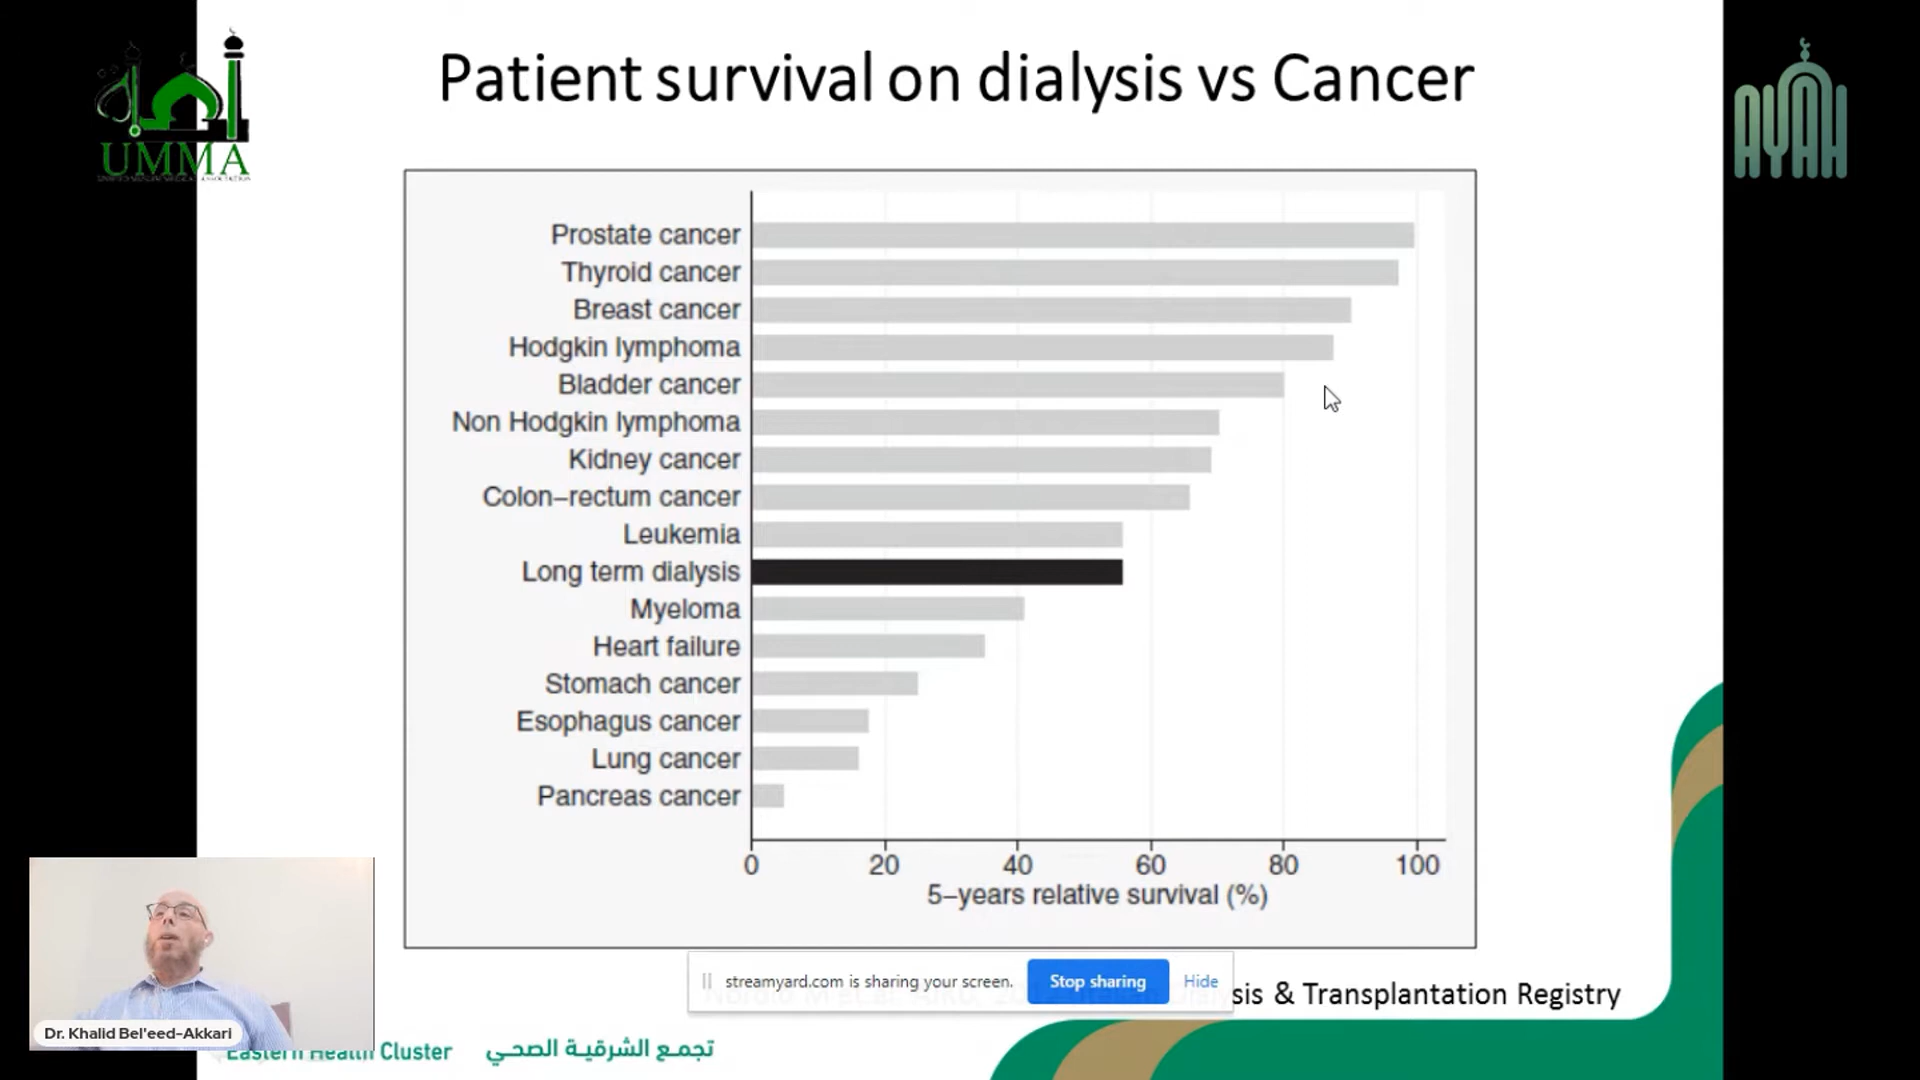 Patient survival on dialysis vs Cancer
أمة
UMMA
AYAH
Prostate cancer
Thyroid cancer
Breast cancer
Hodgkin lymphoma
Bladder cancer
Non Hodgkin lymphoma
Kidney cancer
Colon–rectum cancer
Leukemia
Long term dialysis
Myeloma
Heart failure
Stomach cancer
Esophagus cancer
Lung cancer
Pancreas cancer
0 20 40 60 80 100
5–years relative survival (%)
streamyard.com is sharing your screen. Stop sharing Hide
sis & Transplantation Registry
Dr. Khalid Bel'eed-Akkari
Eastern Health Cluster تجمع الشرقية الصحي